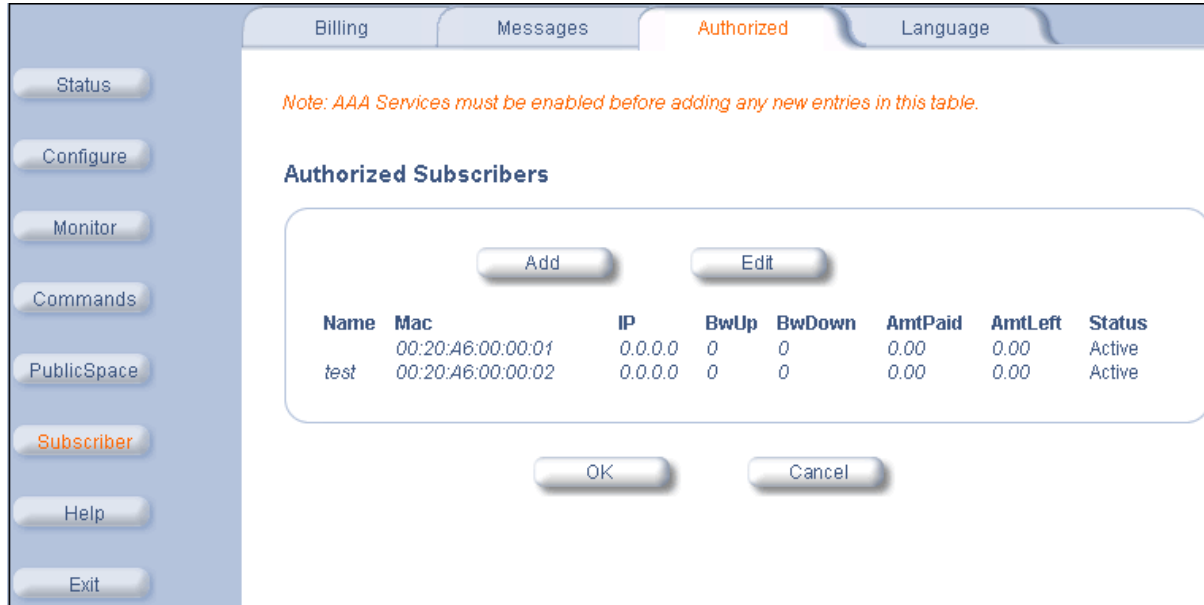 Billing Messages Authorized Language
Status
Configure
Monitor
Commands
PublicSpace
Subscriber
Help
Exit
Note: AAA Services must be enabled before adding any new entries in this table.
Authorized Subscribers
Add Edit
Name Mac IP BwUp BwDown AmtPaid AmtLeft Status
00:20:A6:00:00:01 0.0.0.0 0 0 0.00 0.00 Active
test 00:20:A6:00:00:02 0.0.0.0 0 0 0.00 0.00 Active
OK Cancel